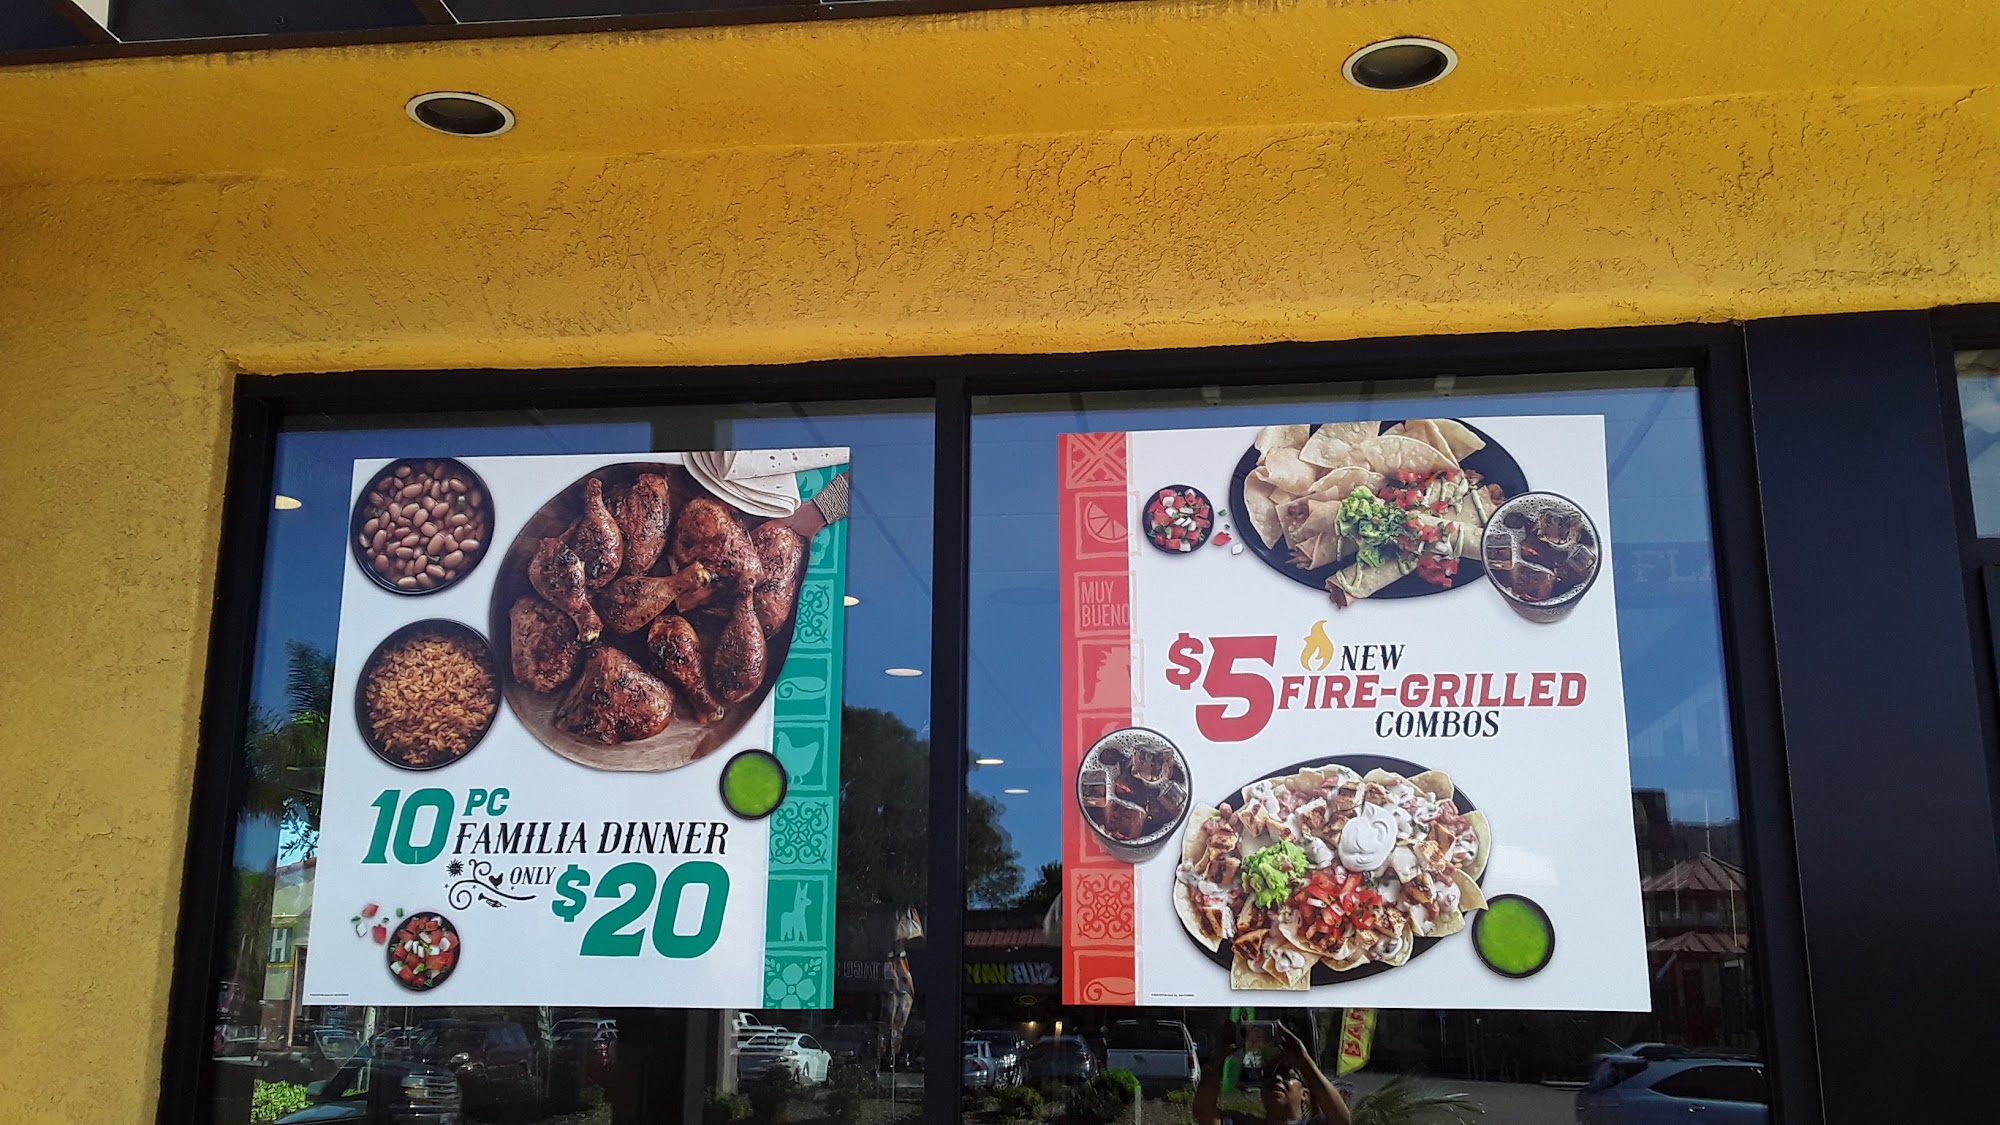 10 PC
FAMILIA DINNER
ONLY $20
MUY
BUENO
$5 NEW
FIRE-GRILLED
COMBOS
SUBWAY